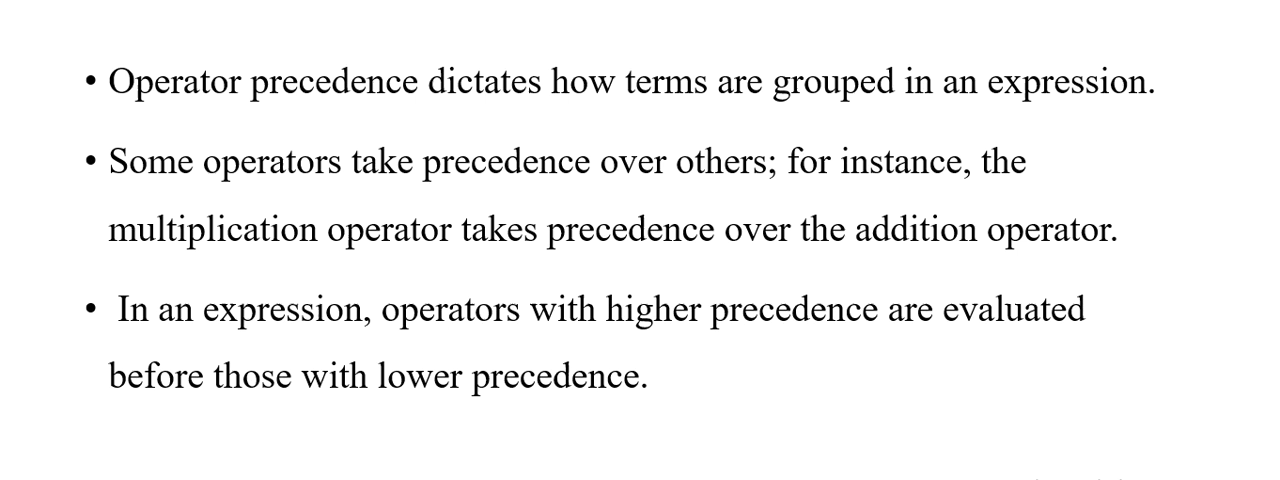 • Operator precedence dictates how terms are grouped in an expression.
• Some operators take precedence over others; for instance, the
multiplication operator takes precedence over the addition operator.
• In an expression, operators with higher precedence are evaluated
before those with lower precedence.